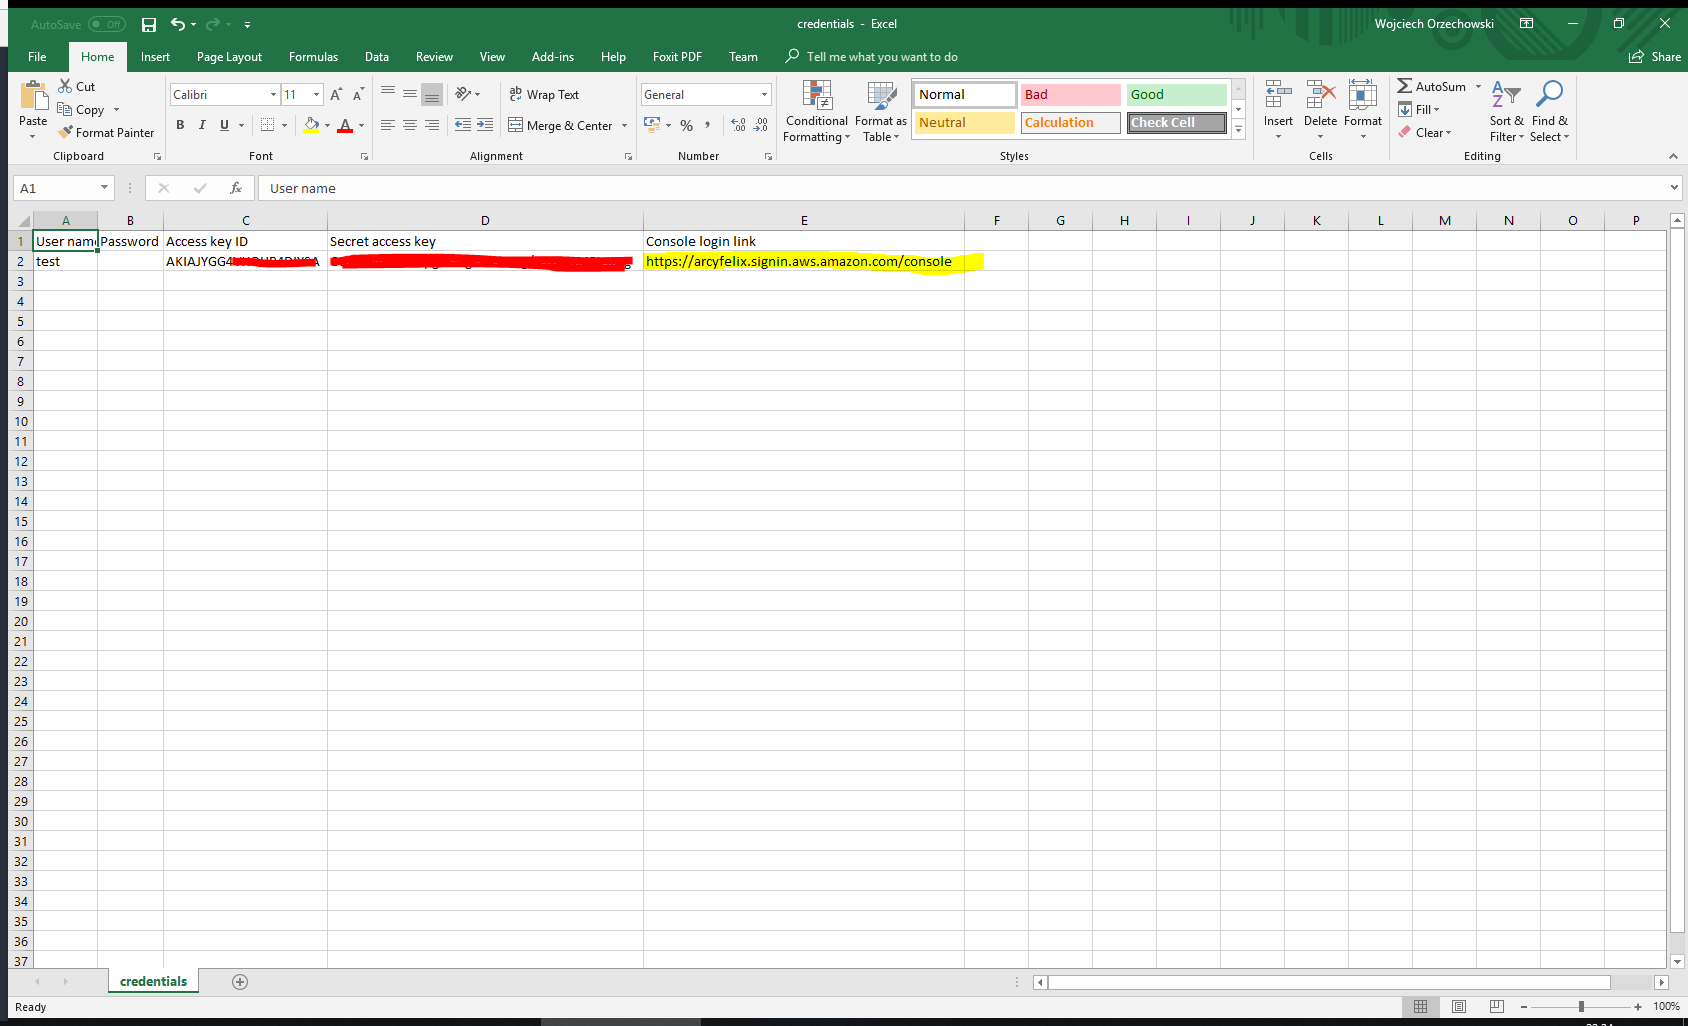 AutoSave Off credentials - Excel Wojciech Orzechowski
File Home Insert Page Layout Formulas Data Review View Add-ins Help Foxit PDF Team Tell me what you want to do Share
Paste Cut Copy Format Painter
Clipboard
Calibri 11
B I U
Font
Wrap Text
Merge & Center
Alignment
General
%
Number
Conditional Formatting Format as Table
Normal Bad Good
Neutral Calculation Check Cell
Styles
Insert Delete Format
Cells
AutoSum
Fill
Clear
Sort & Filter Find & Select
Editing
A1 fx User name
A B C D E F G H I J K L M N O P
1 User nam Password Access key ID Secret access key Console login link
2 test https://arcyfelix.signin.aws.amazon.com/console
3
4
5
6
7
8
9
10
11
12
13
14
15
16
17
18
19
20
21
22
23
24
25
26
27
28
29
30
31
32
33
34
35
36
37
credentials
Ready 100%